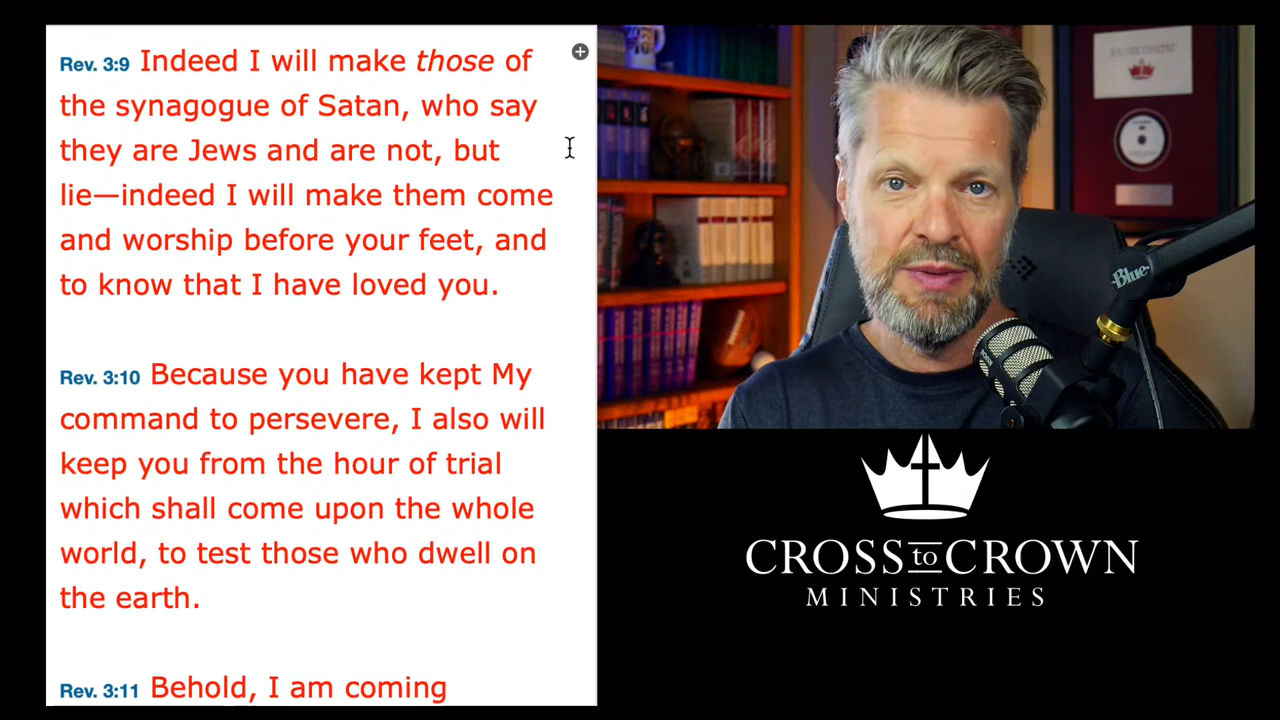 Rev. 3:9 Indeed I will make those of
the synagogue of Satan, who say
they are Jews and are not, but
lie—indeed I will make them come
and worship before your feet, and
to know that I have loved you.
Rev. 3:10 Because you have kept My
command to persevere, I also will
keep you from the hour of trial
which shall come upon the whole
world, to test those who dwell on
the earth.
Rev. 3:11 Behold, I am coming
Blue
CROSS to CROWN
MINISTRIES